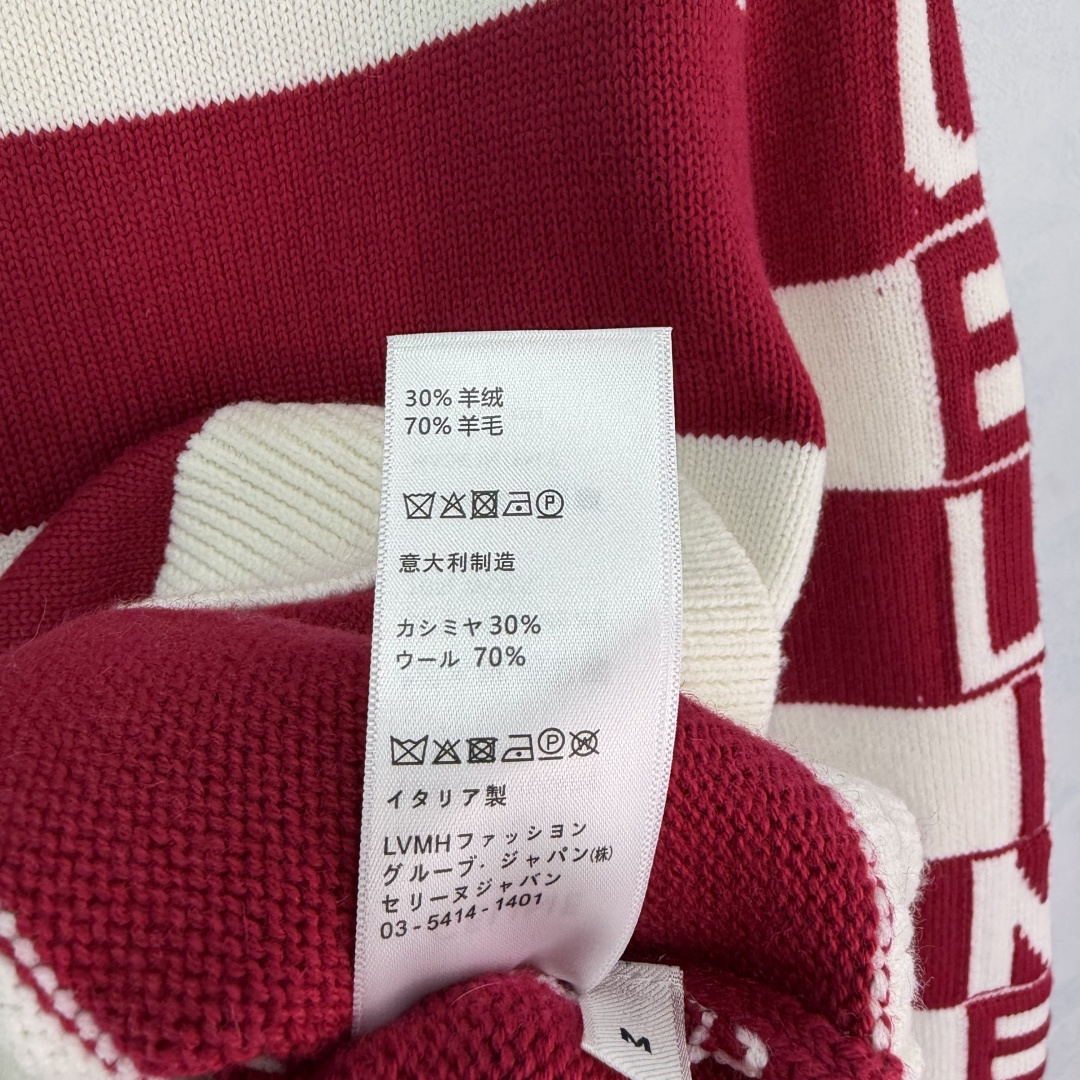 30% 羊绒
70% 羊毛
P
意大利制造
カシミヤ 30%
ウール 70%
P W
イタリア製
LVMHファッション
グループ・ジャパン(株)
セリーヌジャパン
03-5414-1401
M
CELINE